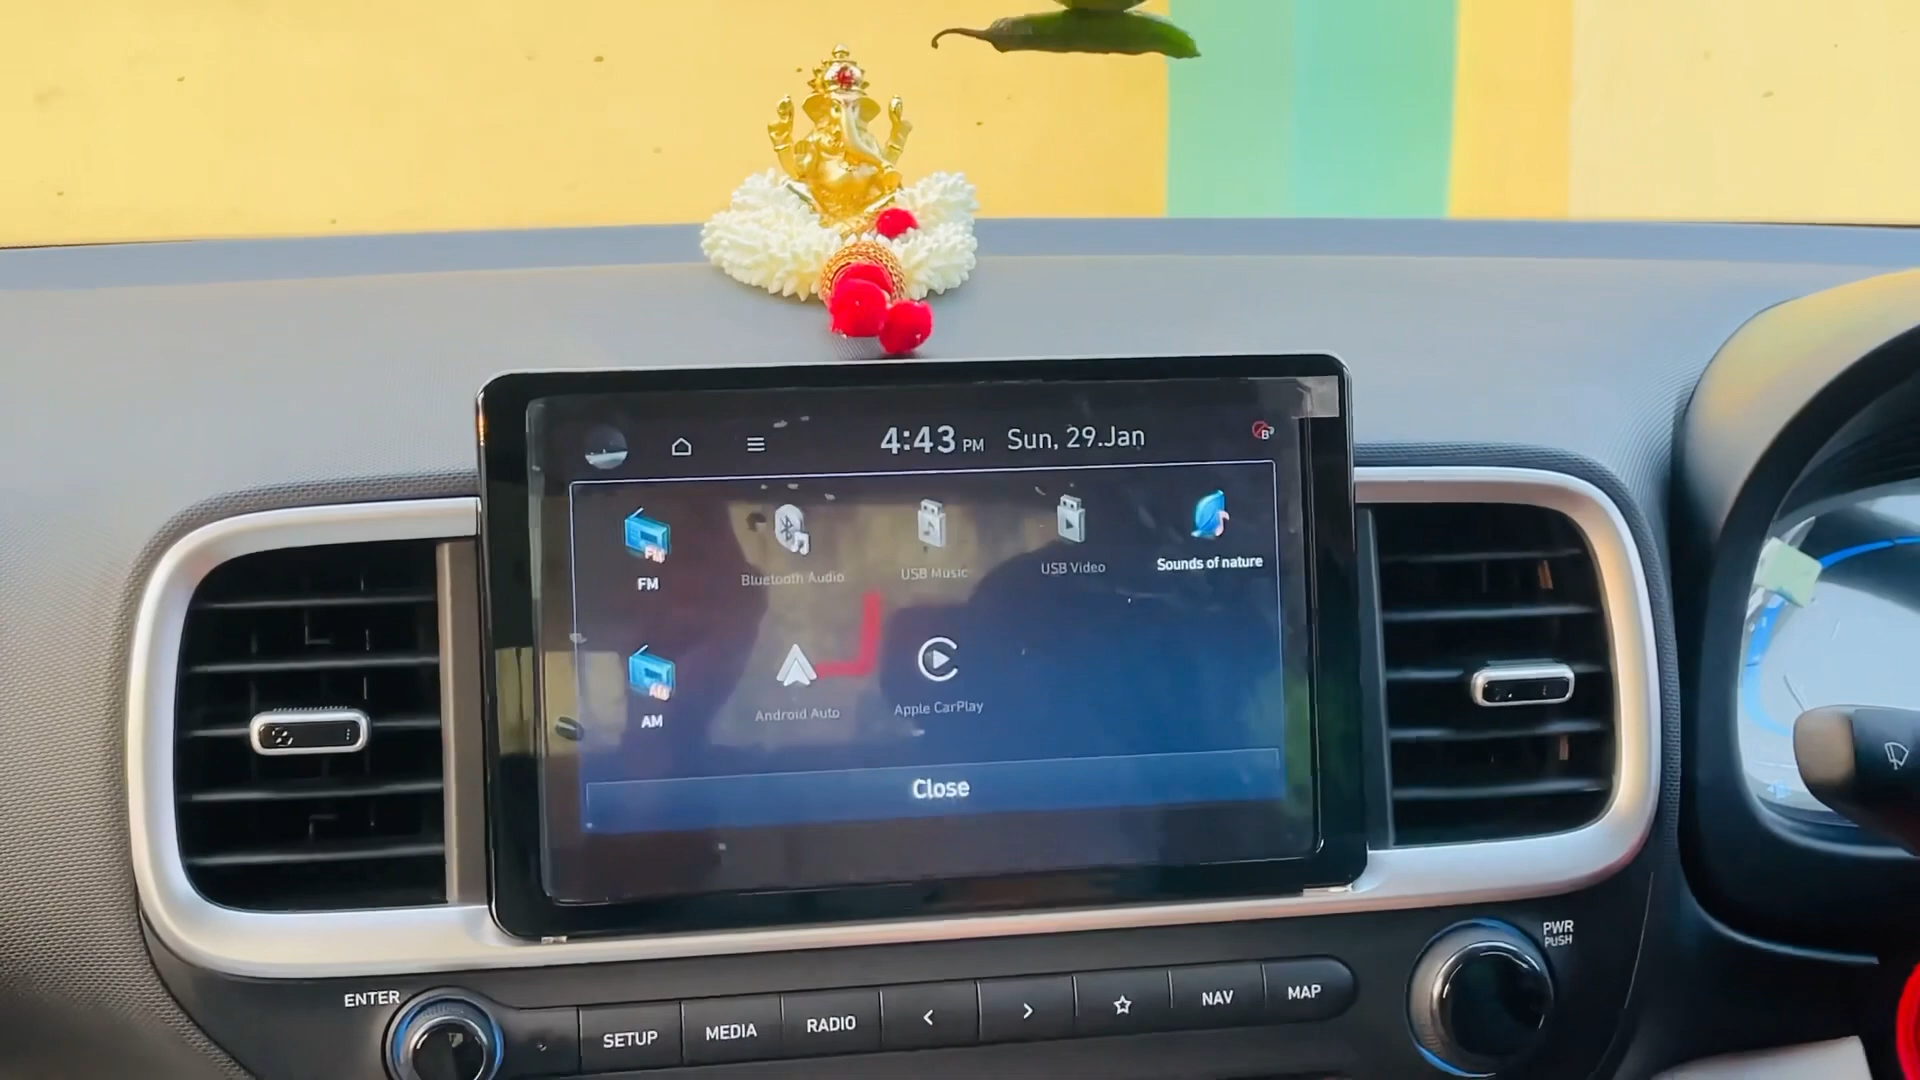 4:43 PM Sun, 29.Jan
FM
Bluetooth Audio
USB Music
USB Video
Sounds of nature
AM
Android Auto
Apple CarPlay
Close
ENTER
SETUP
MEDIA
RADIO
<
>
☆
NAV
MAP
PWR
PUSH